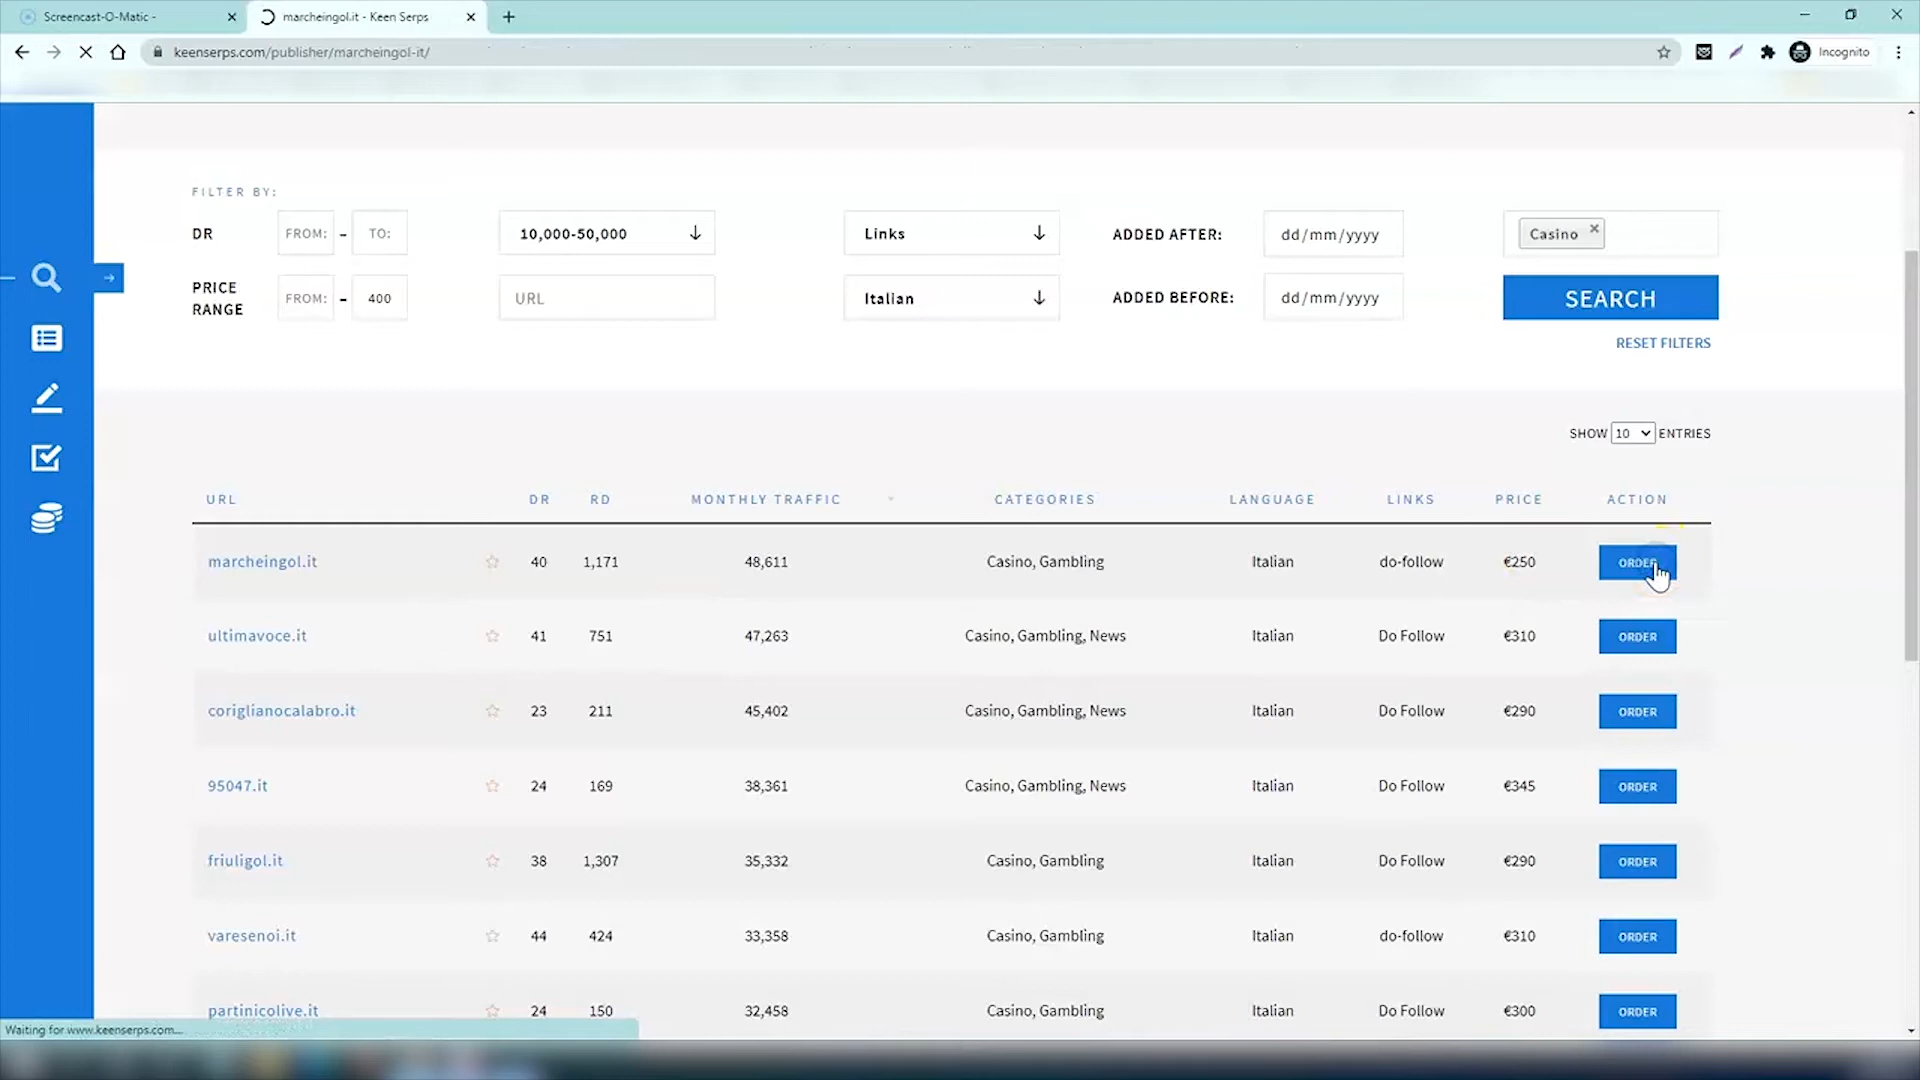 Screencast-O-Matic -
marcheingol.it - Keen Serps
keenserps.com/publisher/marcheingol-it/
Incognito
FILTER BY:
DR FROM: - TO: 10,000-50,000 Links ADDED AFTER: dd/mm/yyyy Casino
PRICE RANGE FROM: - 400 URL Italian ADDED BEFORE: dd/mm/yyyy SEARCH
RESET FILTERS
SHOW 10 ENTRIES
URL DR RD MONTHLY TRAFFIC CATEGORIES LANGUAGE LINKS PRICE ACTION
marcheingol.it 40 1,171 48,611 Casino, Gambling Italian do-follow €250 ORDER
ultimavoce.it 41 751 47,263 Casino, Gambling, News Italian Do Follow €310 ORDER
coriglianocalabro.it 23 211 45,402 Casino, Gambling, News Italian Do Follow €290 ORDER
95047.it 24 169 38,361 Casino, Gambling, News Italian Do Follow €345 ORDER
friuligol.it 38 1,307 35,332 Casino, Gambling Italian Do Follow €290 ORDER
varesenoi.it 44 424 33,358 Casino, Gambling Italian do-follow €310 ORDER
partinicolive.it 24 150 32,458 Casino, Gambling Italian Do Follow €300 ORDER
Waiting for www.keenserps.com...